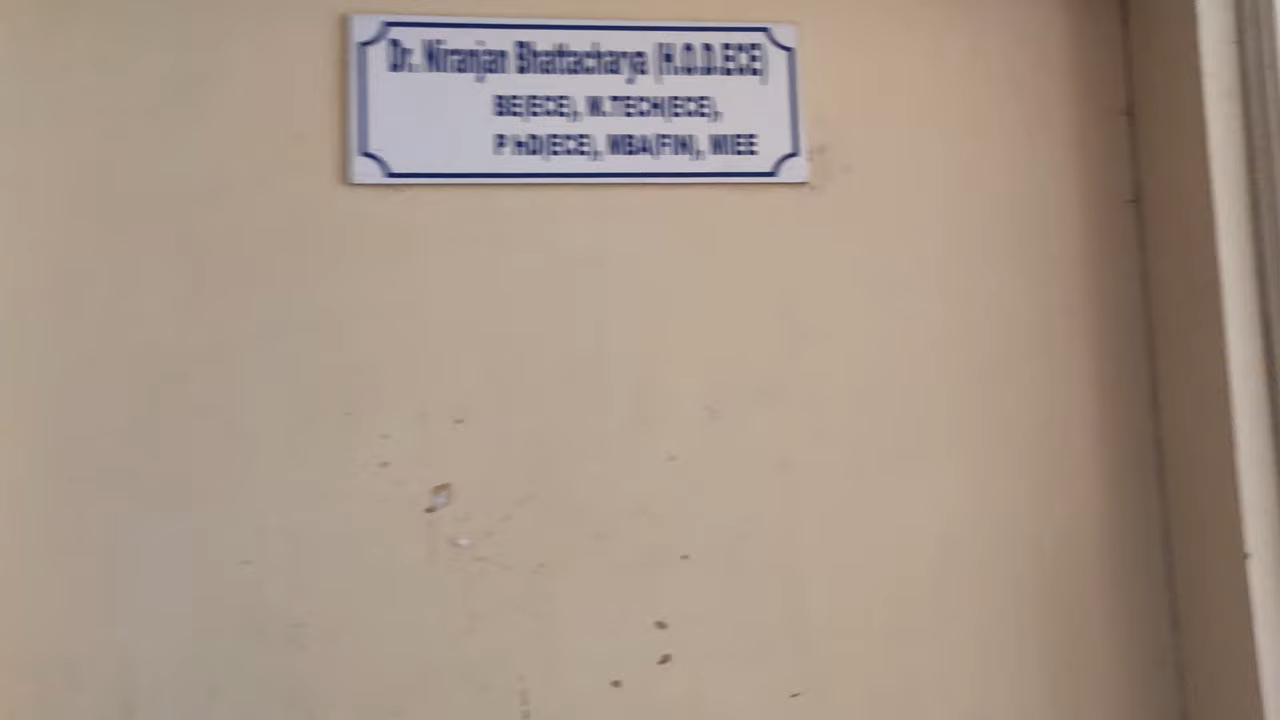 Dr. Niranjan Bhattacharya (H.O.D.ECE)
BE(ECE), M.TECH(ECE),
PhD(ECE), MBA(FIN), MIEE